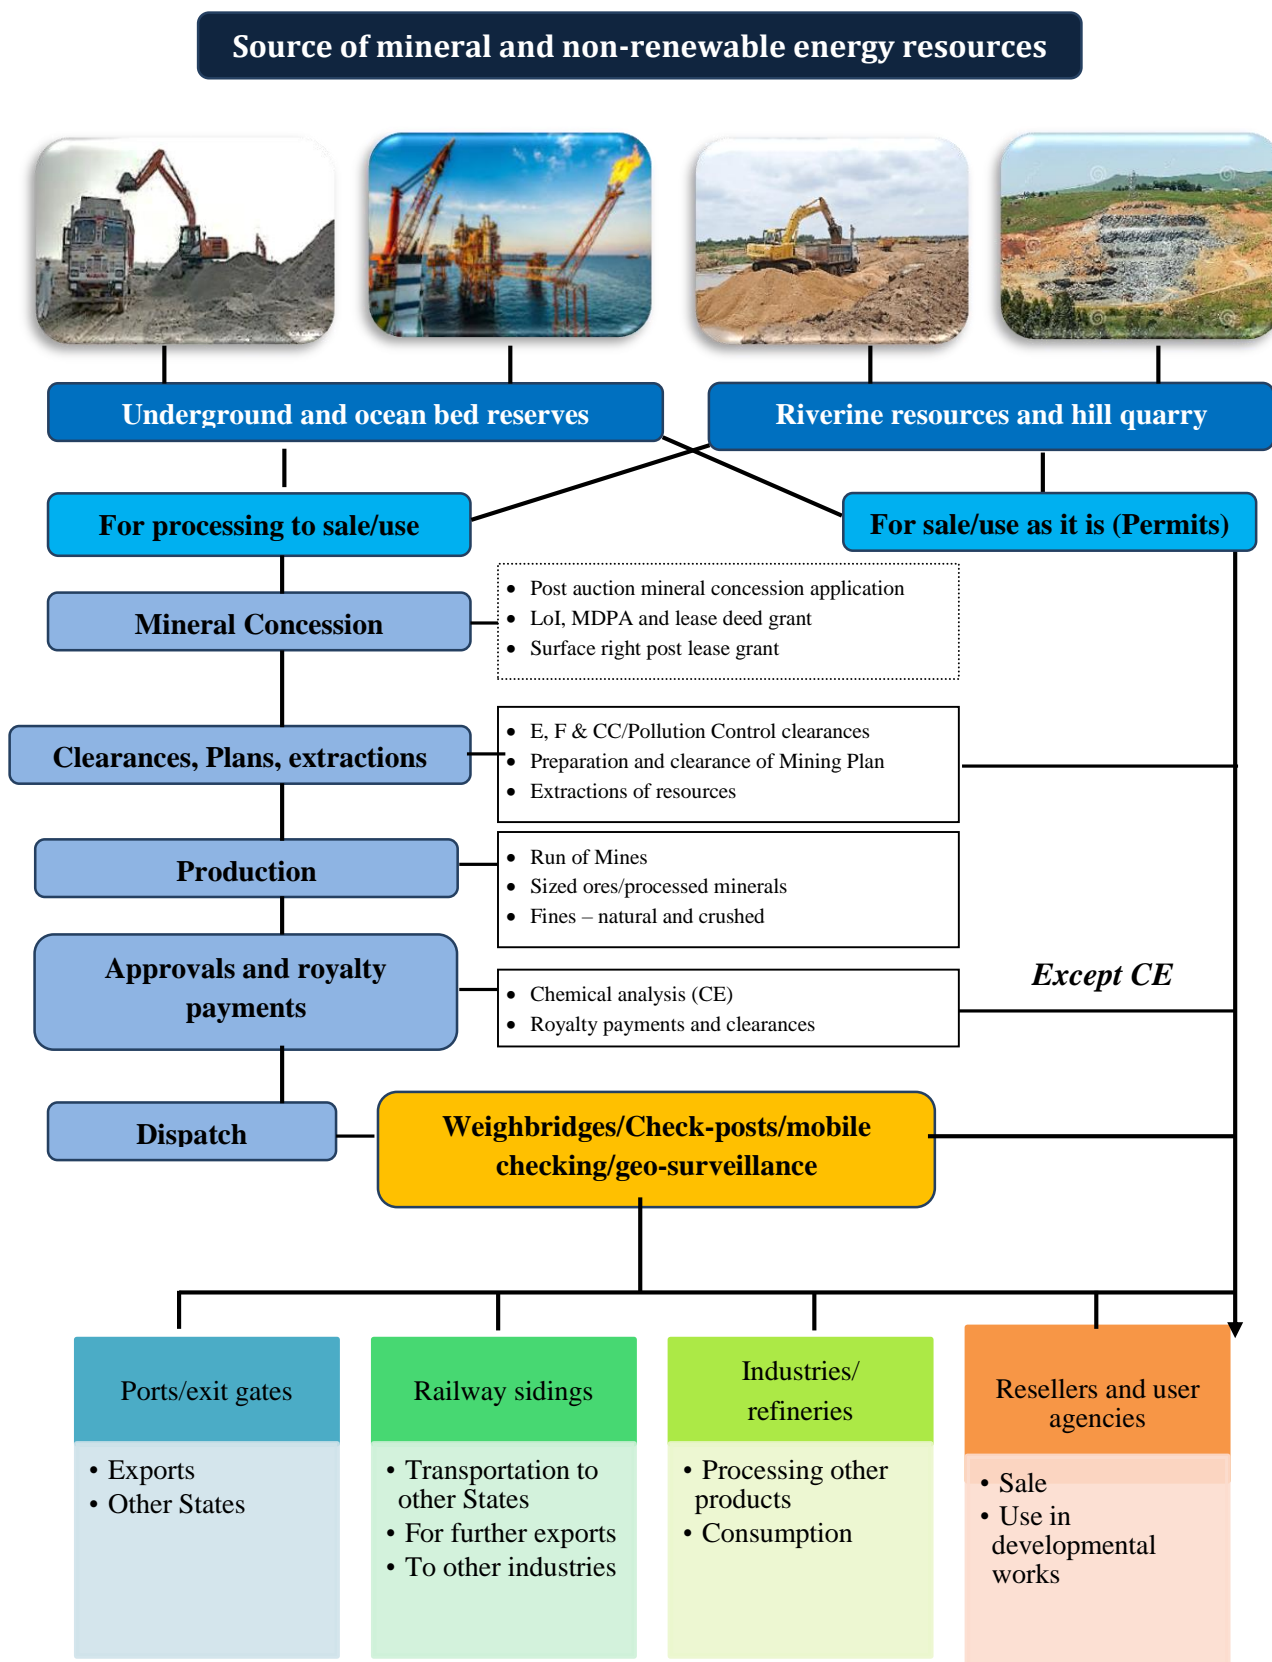 Source of mineral and non-renewable energy resources
Underground and ocean bed reserves
Riverine resources and hill quarry
For processing to sale/use
For sale/use as it is (Permits)
Mineral Concession
• Post auction mineral concession application
• LoI, MDPA and lease deed grant
• Surface right post lease grant
Clearances, Plans, extractions
• E, F & CC/Pollution Control clearances
• Preparation and clearance of Mining Plan
• Extractions of resources
Production
• Run of Mines
• Sized ores/processed minerals
• Fines – natural and crushed
Approvals and royalty
payments
• Chemical analysis (CE)
• Royalty payments and clearances
Except CE
Dispatch
Weighbridges/Check-posts/mobile
checking/geo-surveillance
Ports/exit gates
• Exports
• Other States
Railway sidings
• Transportation to
other States
• For further exports
• To other industries
Industries/
refineries
• Processing other
products
• Consumption
Resellers and user
agencies
• Sale
• Use in
developmental
works